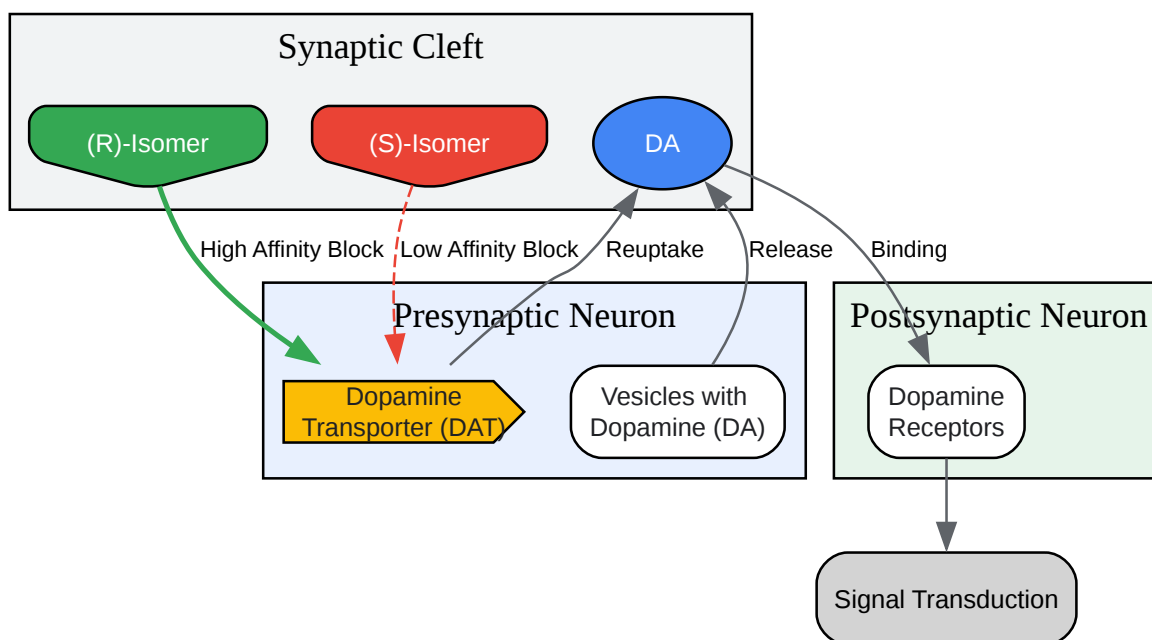 Synaptic Cleft
(R)-Isomer
(S)-Isomer
DA
High Affinity Block
Low Affinity Block
Reuptake
Release
Binding
Presynaptic Neuron
Postsynaptic Neuron
Dopamine
Transporter (DAT)
Vesicles with
Dopamine (DA)
Dopamine
Receptors
Signal Transduction